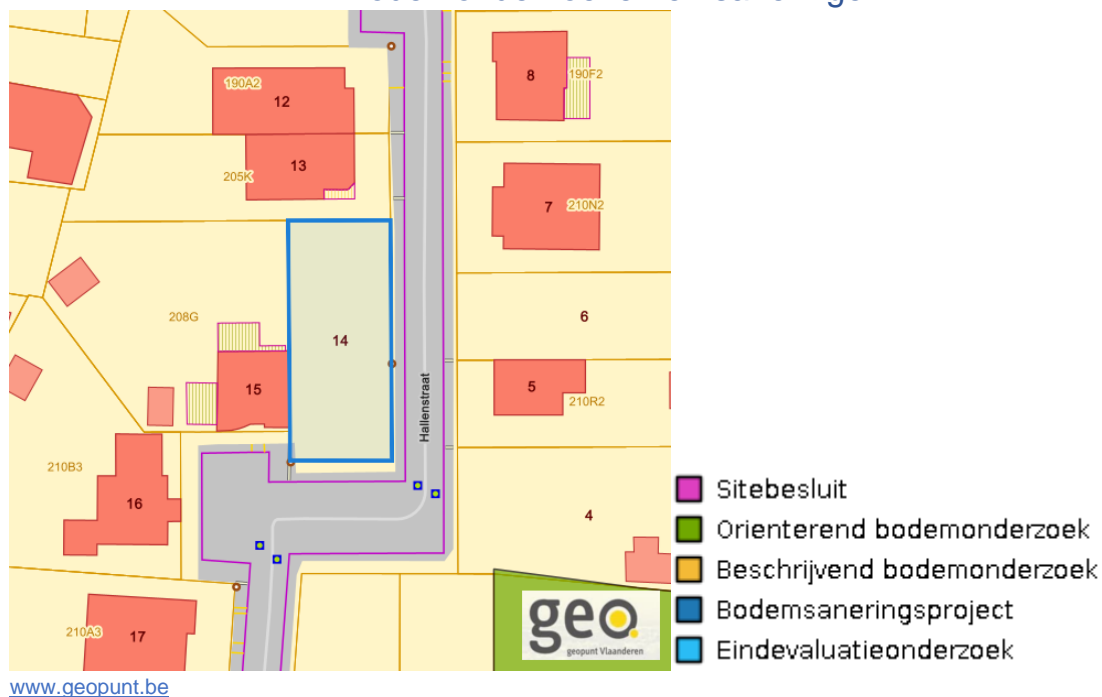 190A2
12
8
190F2
13
205K
7
210N2
208G
6
14
15
5
210R2
Hallenstraat
210B3
16
4
Sitebesluit
Orienterend bodemonderzoek
Beschrijvend bodemonderzoek
Bodemsaneringsproject
Eindevaluatieonderzoek
geo
geopunt Vlaanderen
210A3
17
www.geopunt.be